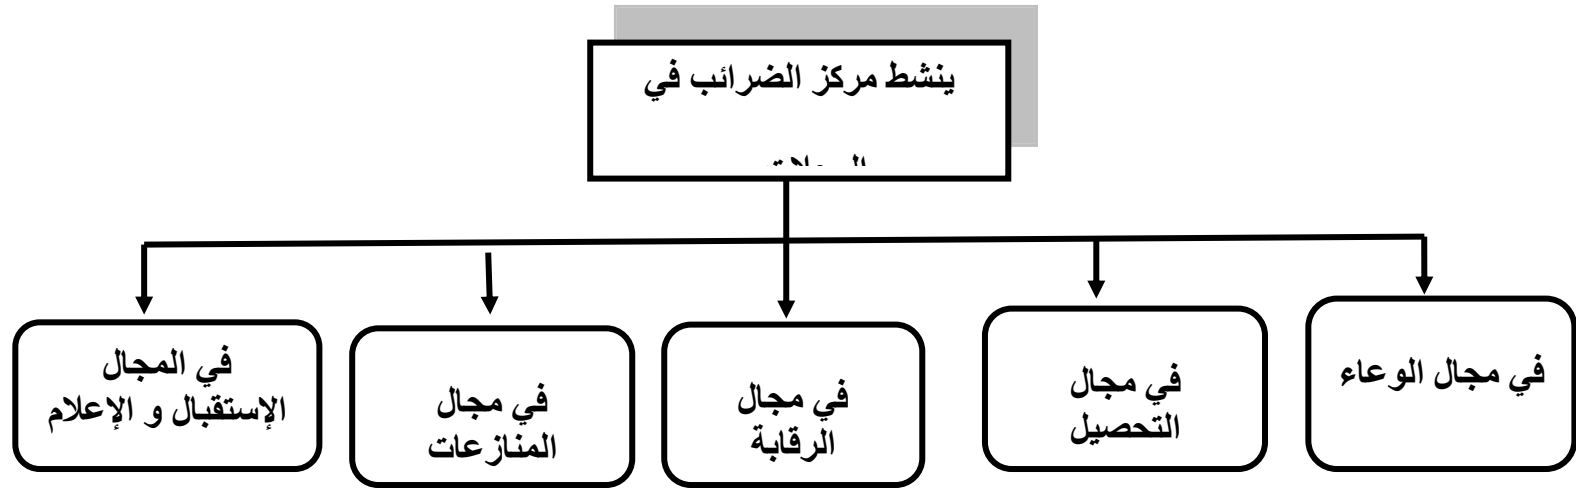 ينشط مركز الضرائب في
في مجال الوعاء
في مجال
التحصيل
في مجال
الرقابة
في مجال
المنازعات
في المجال
الإستقبال و الإعلام